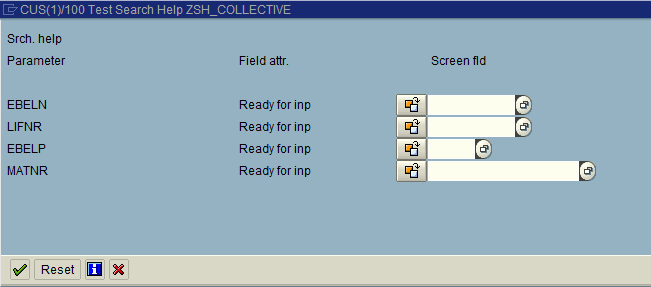 CUS(1)/100 Test Search Help ZSH_COLLECTIVE
Srch. help
Parameter Field attr. Screen fld
EBELN Ready for inp
LIFNR Ready for inp
EBELP Ready for inp
MATNR Ready for inp
Reset